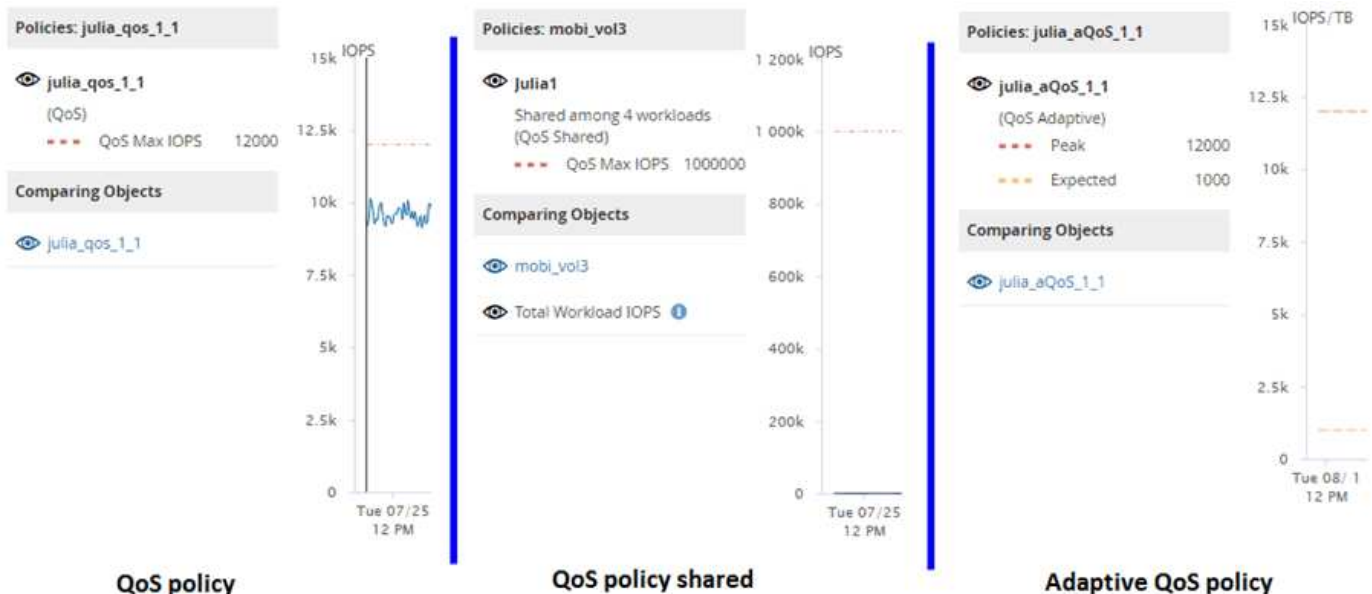 Policies: julia_qos_1_1
julia_qos_1_1
(QoS)
QoS Max IOPS 12000
Comparing Objects
julia_qos_1_1
IOPS
15k
12.5k
10k
7.5k
5k
2.5k
0
Tue 07/25
12 PM
QoS policy
Policies: mobi_vol3
Julia1
Shared among 4 workloads
(QoS Shared)
QoS Max IOPS 1000000
Comparing Objects
mobi_vol3
Total Workload IOPS i
IOPS
1 200k
1 000k
800k
600k
400k
200k
0
Tue 07/25
12 PM
QoS policy shared
Policies: julia_aQoS_1_1
julia_aQoS_1_1
(QoS Adaptive)
Peak 12000
Expected 1000
Comparing Objects
julia_aQoS_1_1
IOPS/TB
15k
12.5k
10k
7.5k
5k
2.5k
0
Tue 08/ 1
12 PM
Adaptive QoS policy